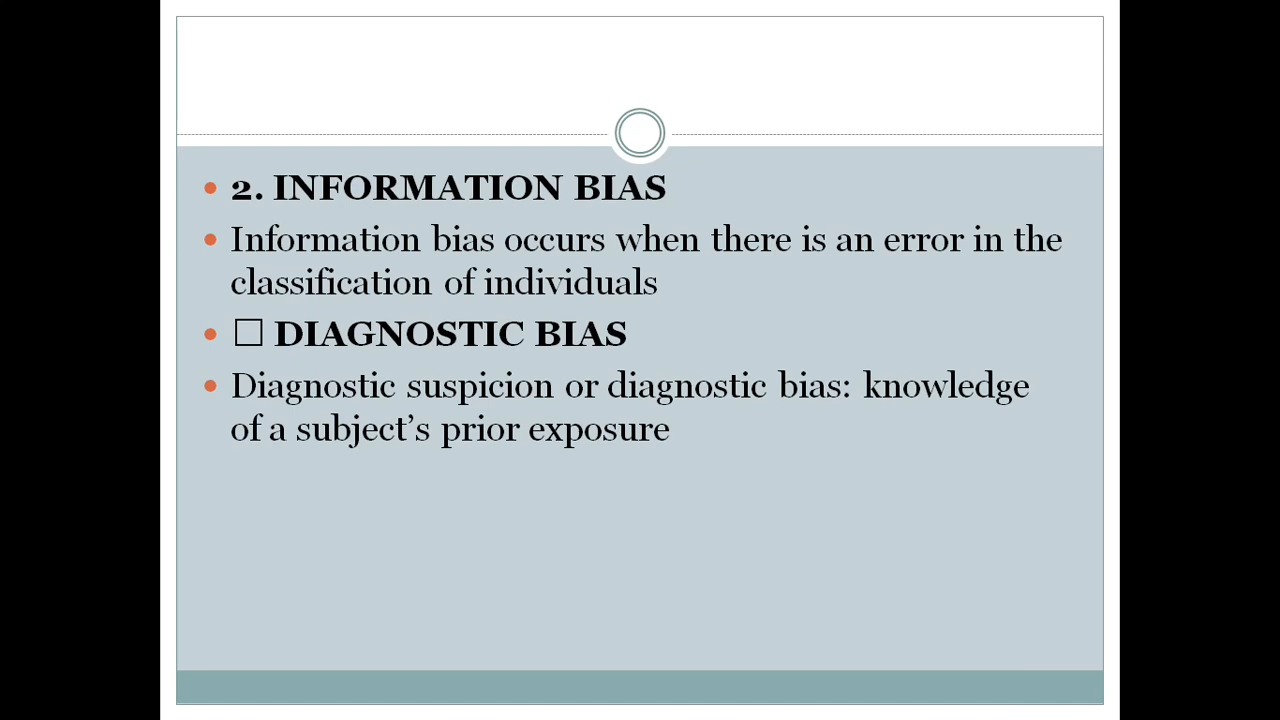 2. INFORMATION BIAS
Information bias occurs when there is an error in the
classification of individuals
□ DIAGNOSTIC BIAS
Diagnostic suspicion or diagnostic bias: knowledge
of a subject’s prior exposure